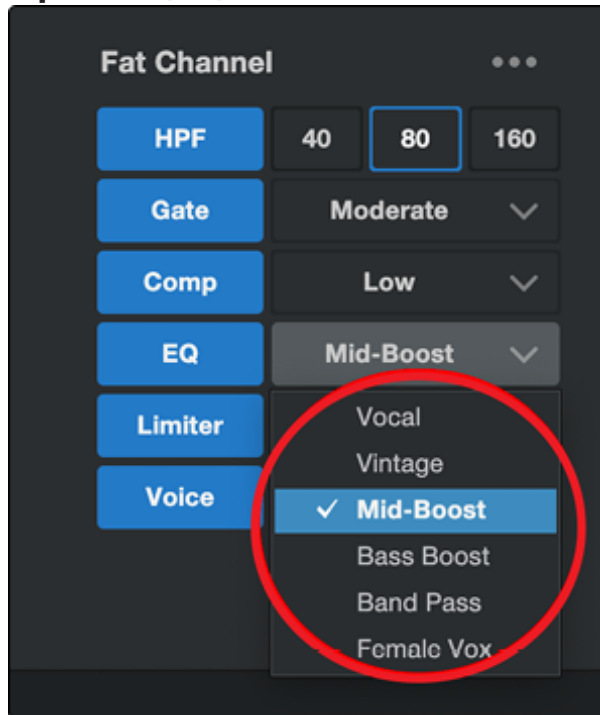 Fat Channel
HPF 40 80 160
Gate Moderate
Comp Low
EQ Mid-Boost
Limiter Vocal
Vintage
Voice Mid-Boost
Bass Boost
Band Pass
Female Vox